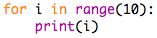 for i in range(10):
    print(i)